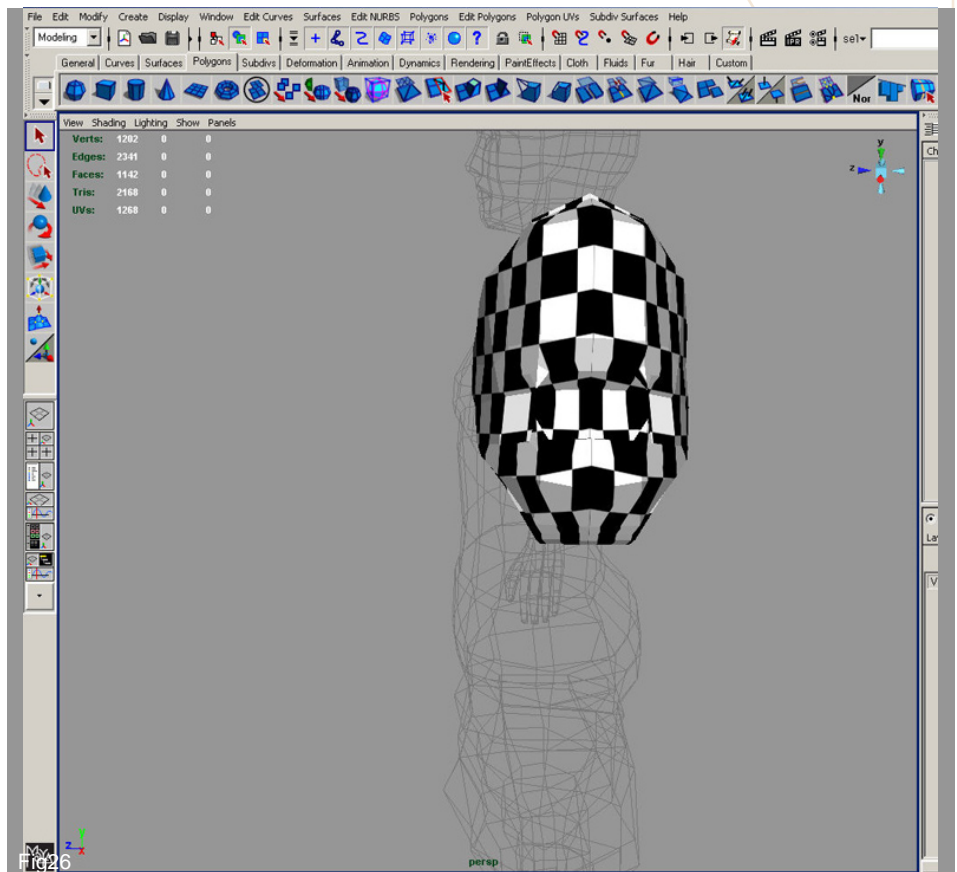 File Edit Modify Create Display Window Edit Curves Surfaces Edit NURBS Polygons Edit Polygons Polygon UVs Subdiv Surfaces Help
Modeling sel
General Curves Surfaces Polygons Subdivs Deformation Animation Dynamics Rendering PaintEffects Cloth Fluids Fur Hair Custom
Nor
View Shading Lighting Show Panels
Verts: 1202 0 0
Edges: 2341 0 0
Faces: 1142 0 0
Tris: 2168 0 0
UVs: 1268 0 0
y
z
Ch
La
V
z x
persp
Fig26